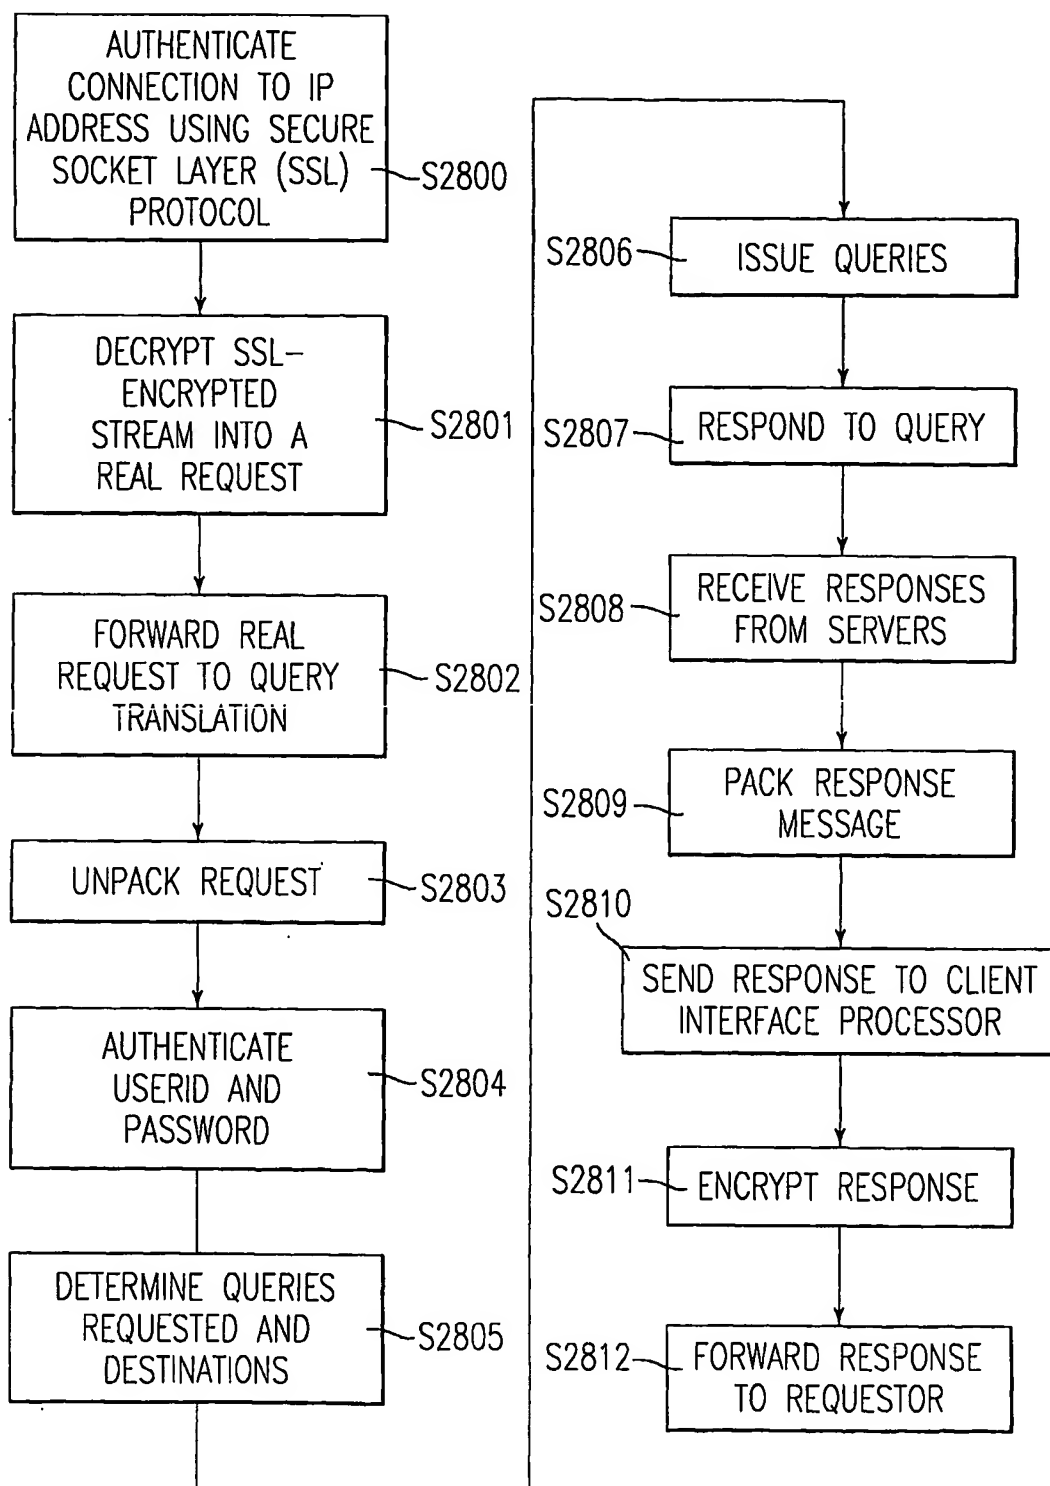 AUTHENTICATE
CONNECTION TO IP
ADDRESS USING SECURE
SOCKET LAYER (SSL)
PROTOCOL
S2800
DECRYPT SSL-
ENCRYPTED
STREAM INTO A
REAL REQUEST
S2801
FORWARD REAL
REQUEST TO QUERY
TRANSLATION
S2802
UNPACK REQUEST
S2803
AUTHENTICATE
USERID AND
PASSWORD
S2804
DETERMINE QUERIES
REQUESTED AND
DESTINATIONS
S2805
S2806
ISSUE QUERIES
S2807
RESPOND TO QUERY
S2808
RECEIVE RESPONSES
FROM SERVERS
S2809
PACK RESPONSE
MESSAGE
S2810
SEND RESPONSE TO CLIENT
INTERFACE PROCESSOR
S2811
ENCRYPT RESPONSE
S2812
FORWARD RESPONSE
TO REQUESTOR